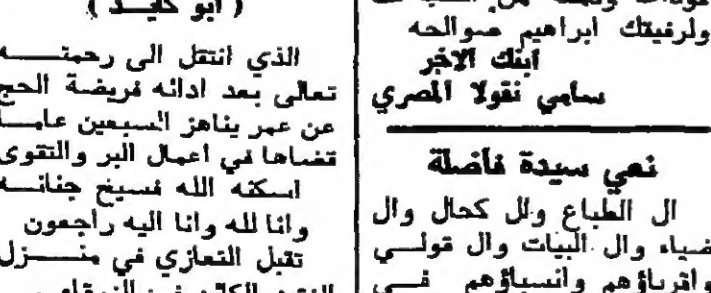 ولرفيقك ابراهيم صوالحه
ابنك الاخر
سامي نقولا المصري
نعي سيدة فاضلة
ال الطباع وال كحال وال
ضياء وال البيات وال قولي
واقرباؤهم وانسباؤهم في
( ابو كايد )
الذي انتقل الى رحمته
تعالى بعد ادائه فريضة الحج
عن عمر يناهز السبعين عاما
قضاها في اعمال البر والتقوى
اسكنه الله فسيح جنانه
وانا لله وانا اليه راجعون
تقبل التعازي في منزل